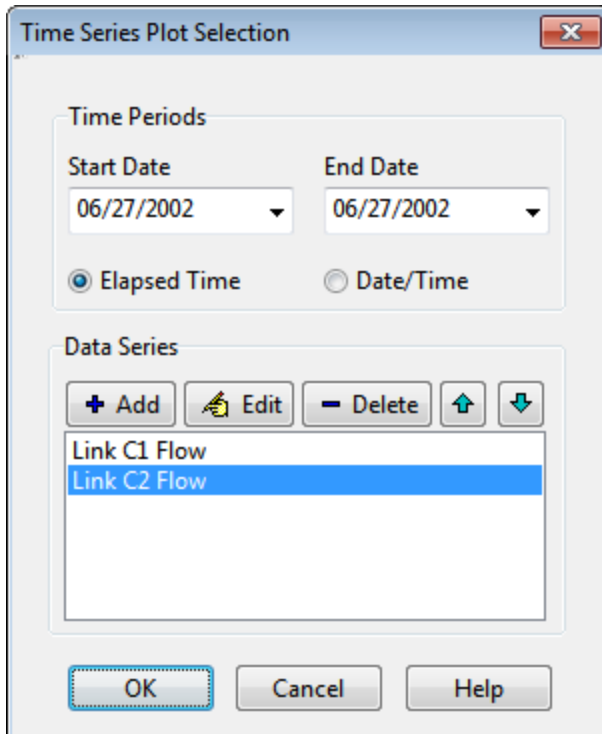 Time Series Plot Selection
Time Periods
Start Date End Date
06/27/2002 06/27/2002
Elapsed Time Date/Time
Data Series
Add Edit Delete
Link C1 Flow
Link C2 Flow
OK Cancel Help